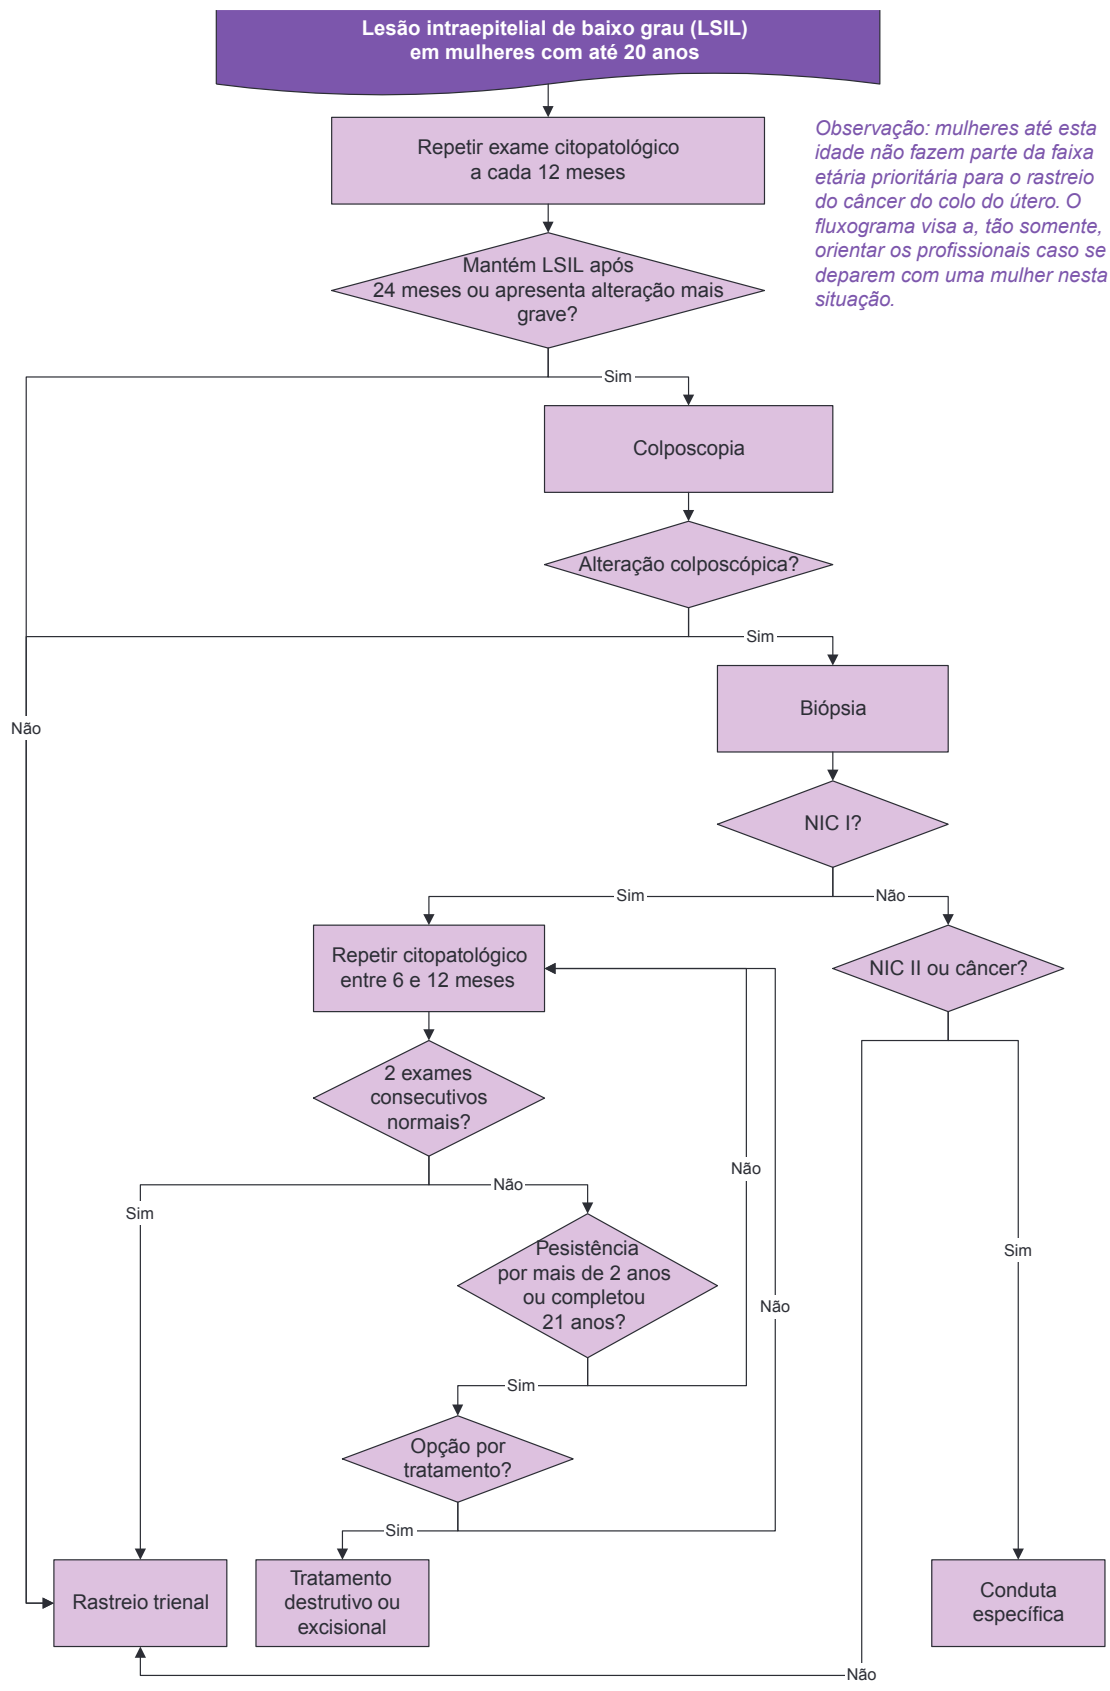 Lesão intraepitelial de baixo grau (LSIL)
em mulheres com até 20 anos
Repetir exame citopatológico
a cada 12 meses
Observação: mulheres até esta
idade não fazem parte da faixa
etária prioritária para o rastreio
do câncer do colo do útero. O
fluxograma visa a, tão somente,
orientar os profissionais caso se
deparem com uma mulher nesta
situação.
Mantém LSIL após
24 meses ou apresenta alteração mais
grave?
Sim
Colposcopia
Alteração colposcópica?
Sim
Não
Biópsia
NIC I?
Sim
Não
Repetir citopatológico
entre 6 e 12 meses
NIC II ou câncer?
2 exames
consecutivos
normais?
Não
Não
Sim
Pesistência
por mais de 2 anos
ou completou
21 anos?
Sim
Não
Sim
Opção por
tratamento?
Sim
Rastreio trienal
Tratamento
destrutivo ou
excisional
Conduta
específica
Não